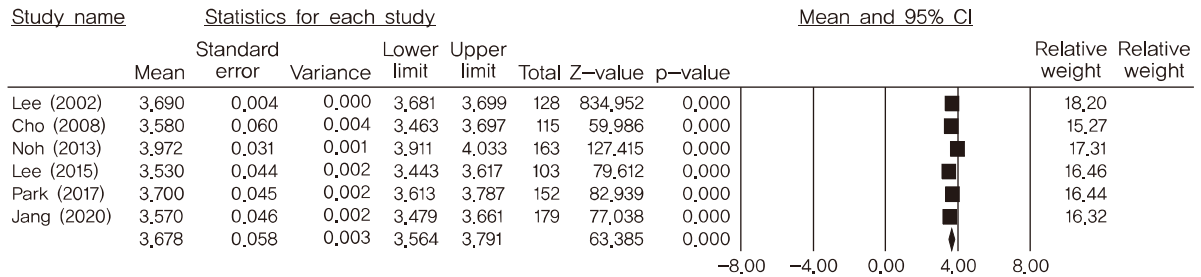 Study name Statistics for each study Mean and 95% CI
Mean Standard error Variance Lower limit Upper limit Total Z-value p-value Relative weight Relative weight
Lee (2002) 3.690 0.004 0.000 3.681 3.699 128 834.952 0.000 18.20
Cho (2008) 3.580 0.060 0.004 3.463 3.697 115 59.986 0.000 15.27
Noh (2013) 3.972 0.031 0.001 3.911 4.033 163 127.415 0.000 17.31
Lee (2015) 3.530 0.044 0.002 3.443 3.617 103 79.612 0.000 16.46
Park (2017) 3.700 0.045 0.002 3.613 3.787 152 82.939 0.000 16.44
Jang (2020) 3.570 0.046 0.002 3.479 3.661 179 77.038 0.000 16.32
3.678 0.058 0.003 3.564 3.791 63.385 0.000
-8.00 -4.00 0.00 4.00 8.00